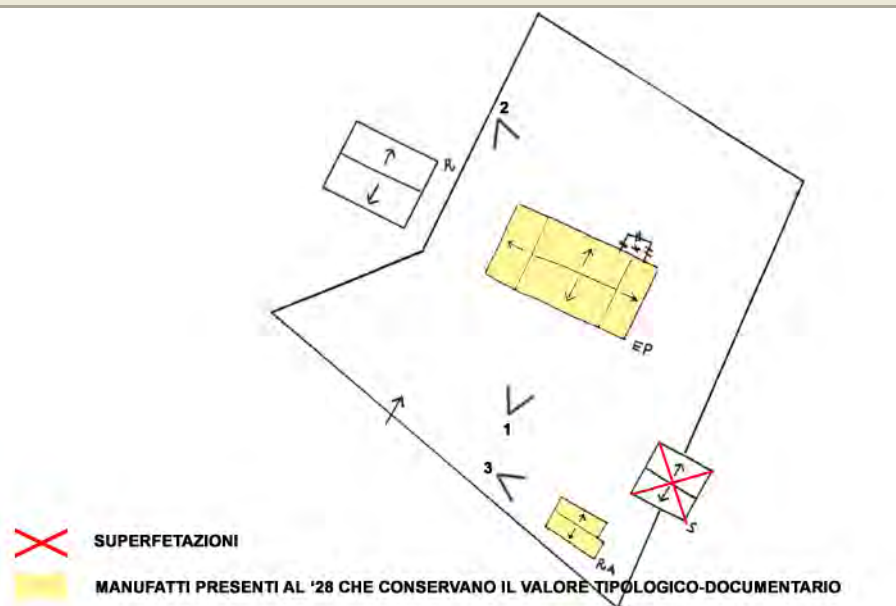 2
R
EP
1
3
S
RA
SUPERFETAZIONI
MANUFATTI PRESENTI AL ‘28 CHE CONSERVANO IL VALORE TIPOLOGICO-DOCUMENTARIO